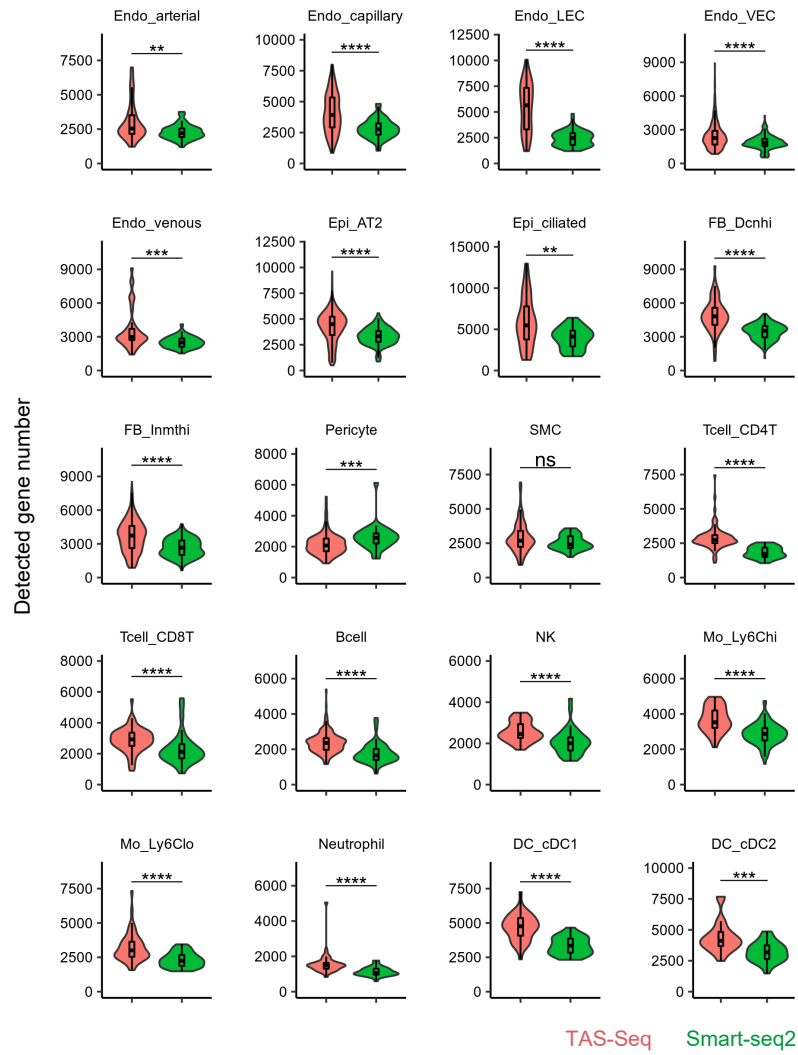 Endo_arterial Endo_capillary Endo_LEC Endo_VEC
** **** **** ****
7500 5000 2500 0
10000 7500 5000 2500 0
12500 10000 7500 5000 2500 0
9000 6000 3000 0
Endo_venous Epi_AT2 Epi_ciliated FB_Dcnhi
*** **** ** ****
9000 6000 3000 0
12500 10000 7500 5000 2500 0
15000 10000 5000 0
9000 6000 3000 0
Detected gene number
FB_Inmthi Pericyte SMC Tcell_CD4T
**** *** ns ****
9000 6000 3000 0
8000 6000 4000 2000 0
7500 5000 2500 0
7500 5000 2500 0
Tcell_CD8T Bcell NK Mo_Ly6Chi
**** **** **** ****
8000 6000 4000 2000 0
6000 4000 2000 0
6000 4000 2000 0
6000 4000 2000 0
Mo_Ly6Clo Neutrophil DC_cDC1 DC_cDC2
**** **** **** ***
7500 5000 2500 0
6000 4000 2000 0
7500 5000 2500 0
10000 7500 5000 2500 0
TAS-Seq Smart-seq2